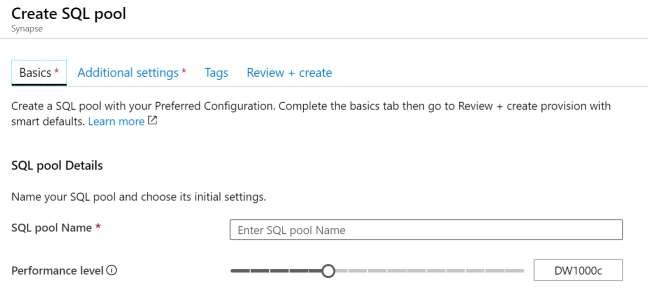 Create SQL pool
Synapse
Basics * Additional settings * Tags Review + create
Create a SQL pool with your Preferred Configuration. Complete the basics tab then go to Review + create provision with
smart defaults. Learn more
SQL pool Details
Name your SQL pool and choose its initial settings.
SQL pool Name * Enter SQL pool Name
Performance level DW1000c